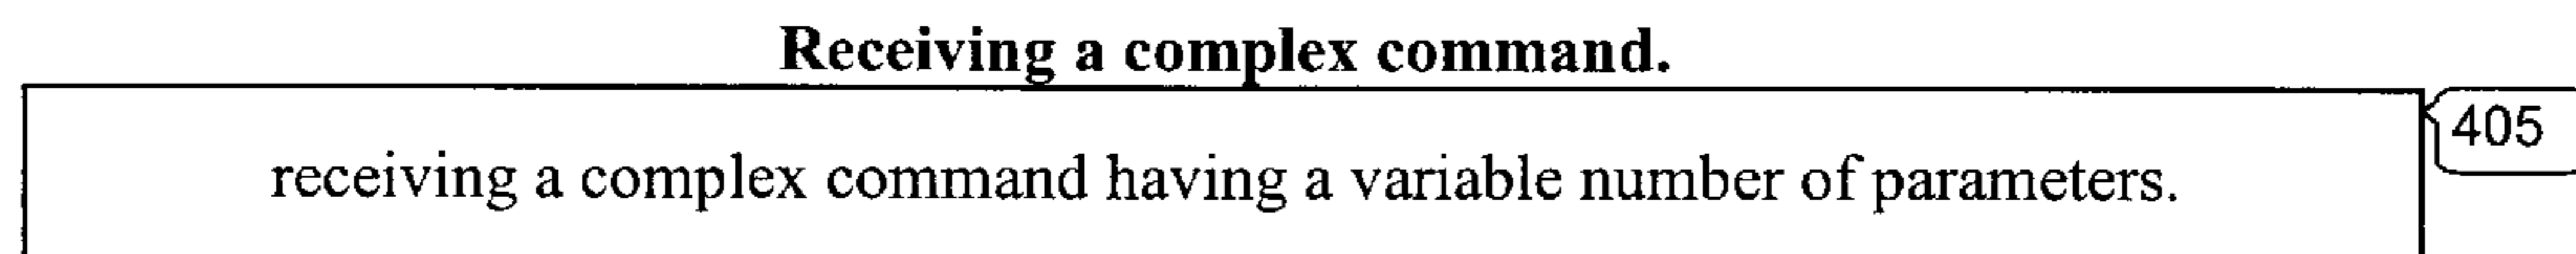 Receiving a complex command.
405
receiving a complex command having a variable number of parameters.